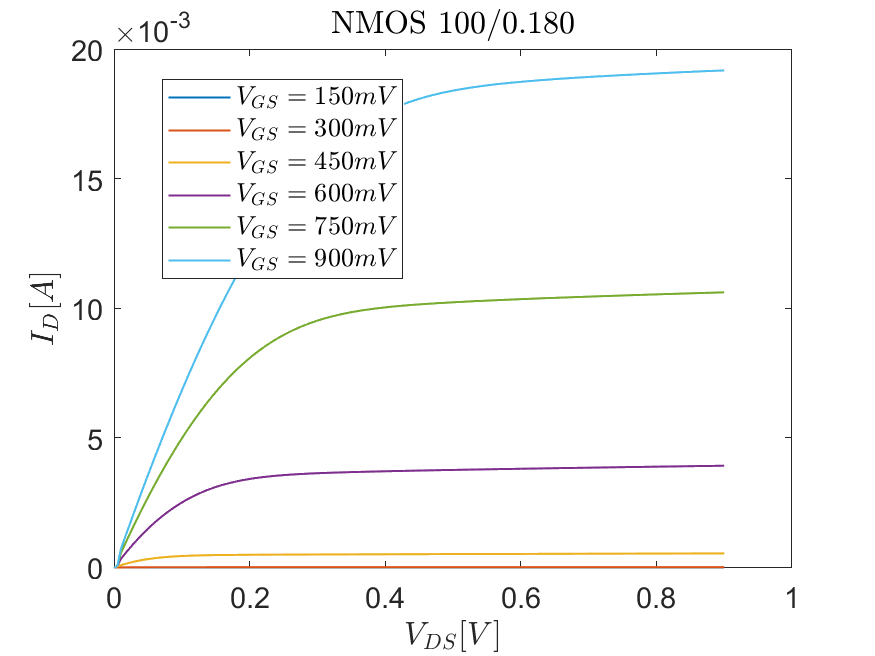 NMOS 100/0.180
×10-3
20
15
10
5
0
I_D[A]
V_GS = 150mV
V_GS = 300mV
V_GS = 450mV
V_GS = 600mV
V_GS = 750mV
V_GS = 900mV
0 0.2 0.4 0.6 0.8 1
V_DS[V]